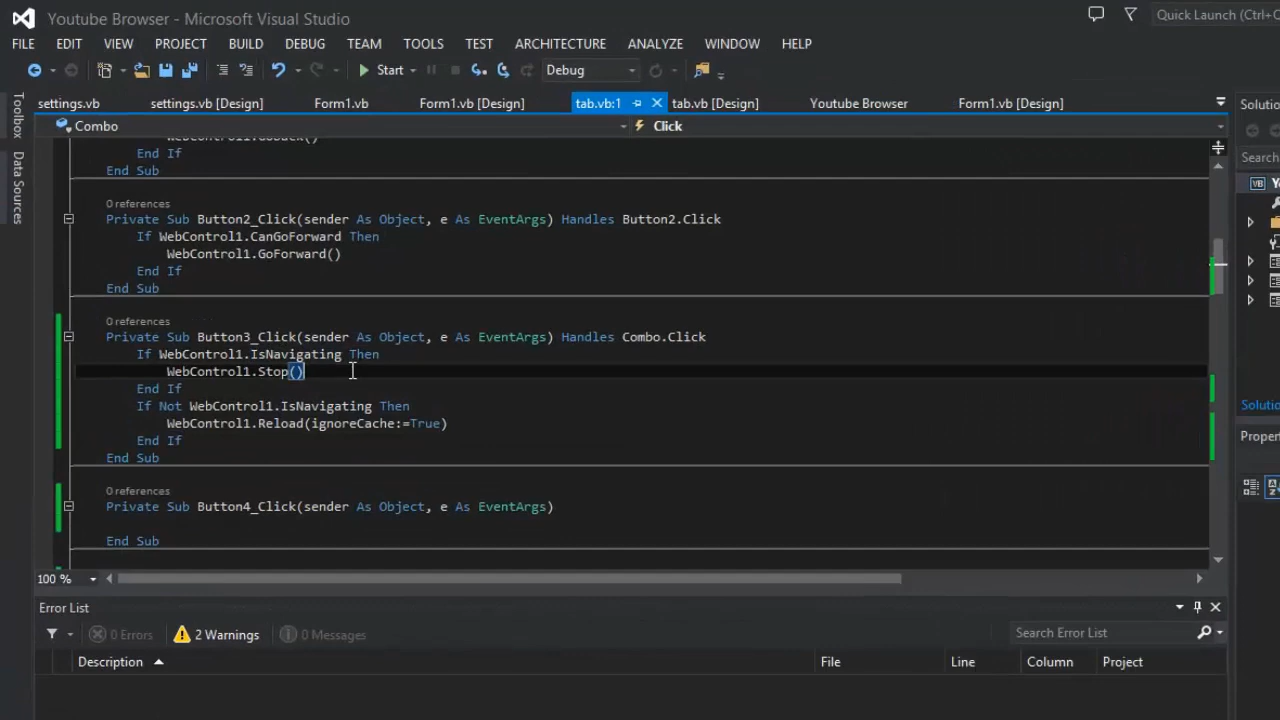 Youtube Browser - Microsoft Visual Studio
Quick Launch (Ctrl+
FILE EDIT VIEW PROJECT BUILD DEBUG TEAM TOOLS TEST ARCHITECTURE ANALYZE WINDOW HELP
Start Debug
settings.vb settings.vb [Design] Form1.vb Form1.vb [Design] tab.vb:1 tab.vb [Design] Youtube Browser Form1.vb [Design]
Toolbox
Data Sources
Combo Click
WebControl1.GoBack()
End If
End Sub
0 references
Private Sub Button2_Click(sender As Object, e As EventArgs) Handles Button2.Click
If WebControl1.CanGoForward Then
WebControl1.GoForward()
End If
End Sub
0 references
Private Sub Button3_Click(sender As Object, e As EventArgs) Handles Combo.Click
If WebControl1.IsNavigating Then
WebControl1.Stop()
End If
If Not WebControl1.IsNavigating Then
WebControl1.Reload(ignoreCache:=True)
End If
End Sub
0 references
Private Sub Button4_Click(sender As Object, e As EventArgs)
End Sub
100 %
Solutio
Search
VB Y
Solutio
Propert
Error List
0 Errors 2 Warnings 0 Messages
Search Error List
Description File Line Column Project